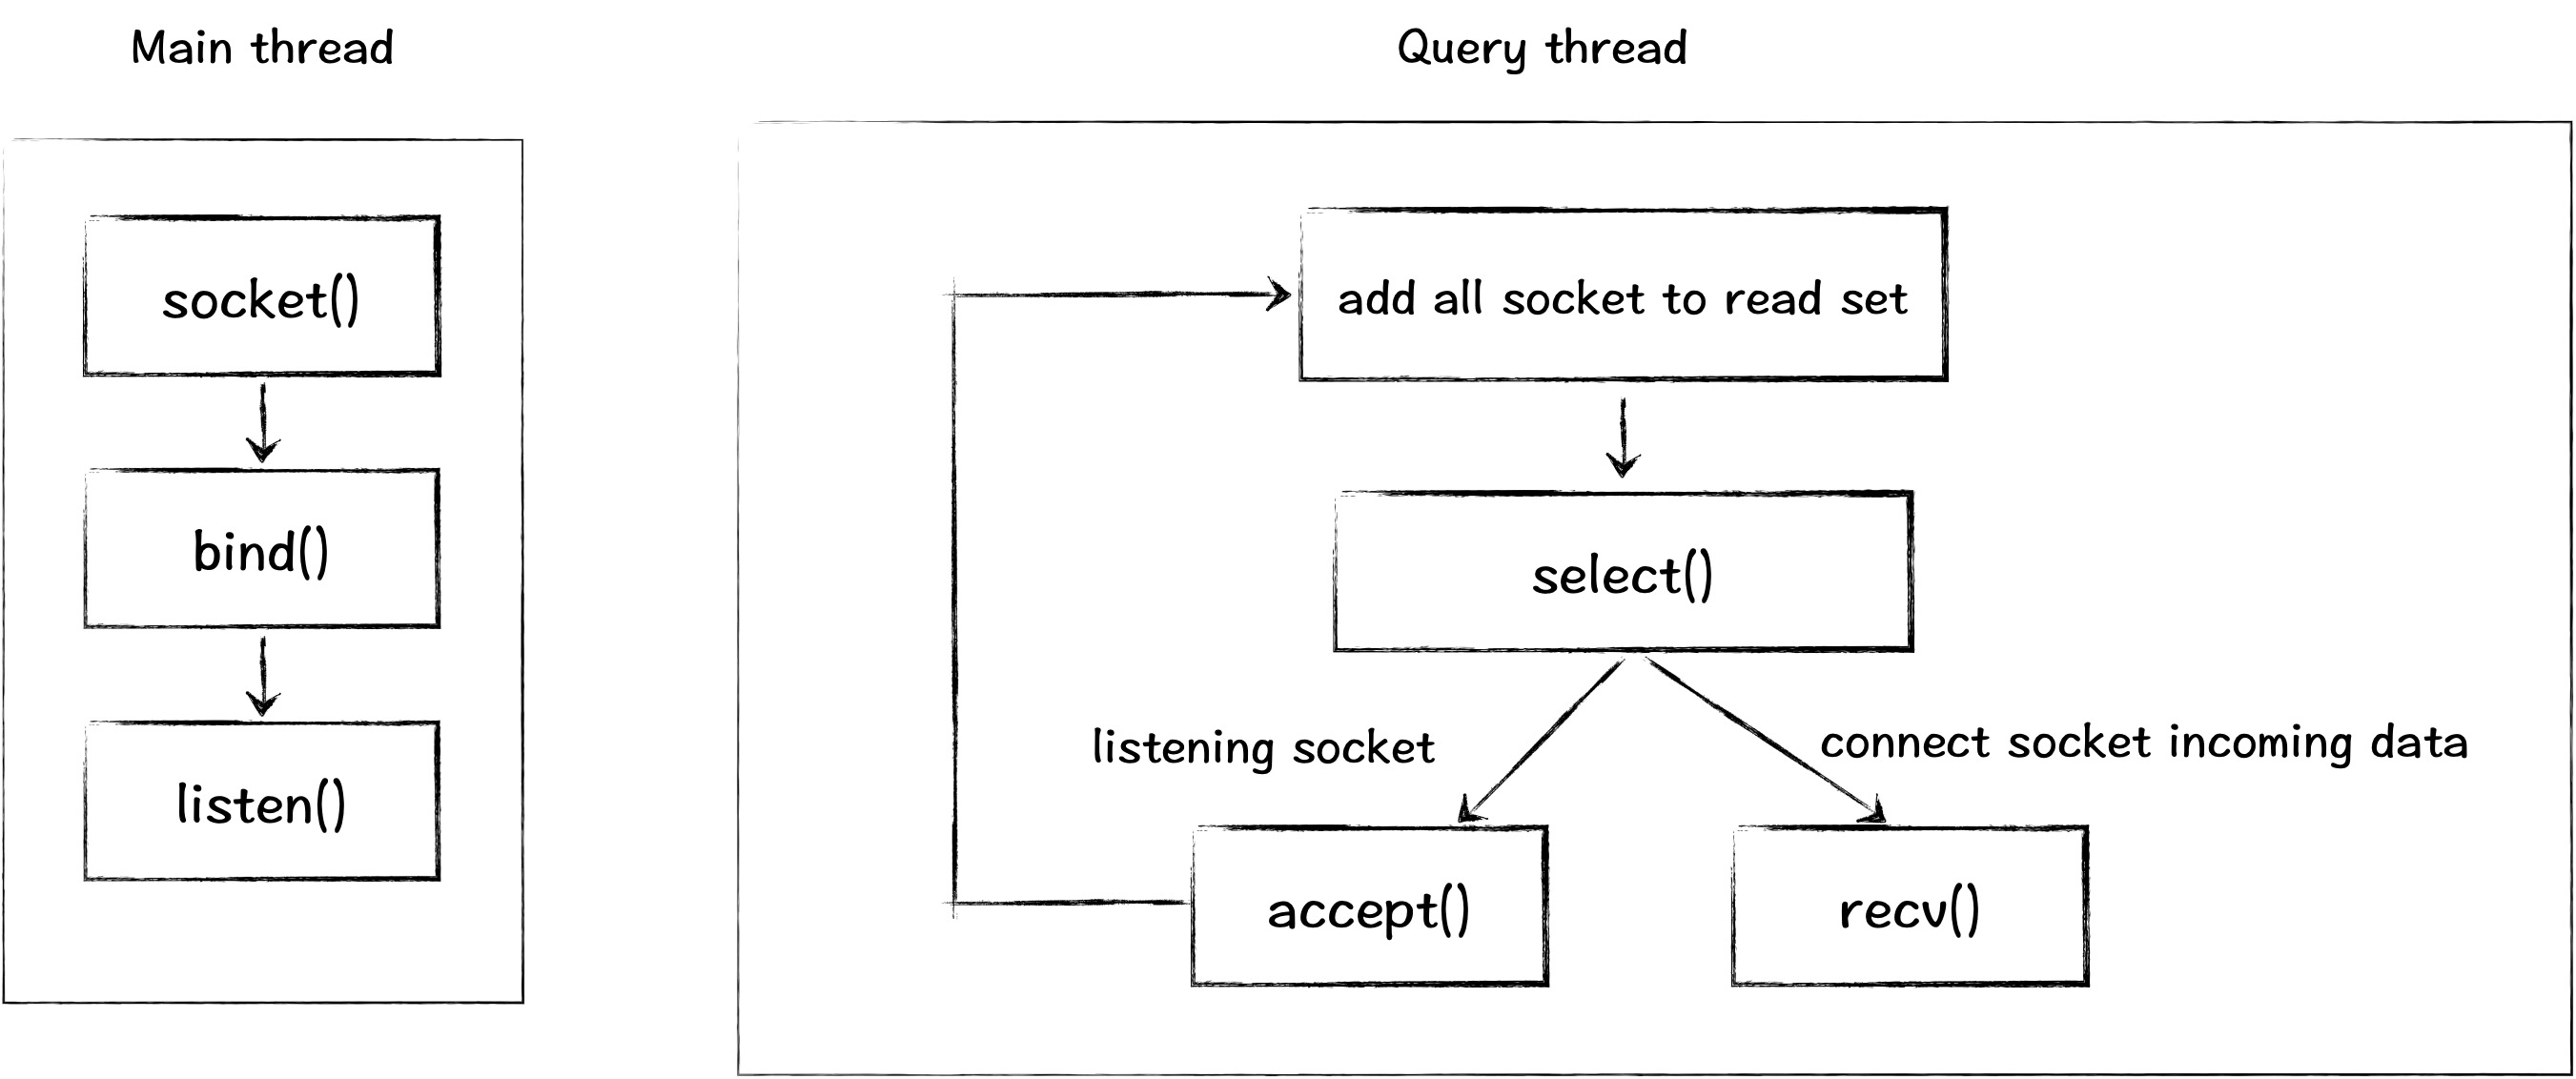 Main thread
socket()
bind()
listen()
Query thread
add all socket to read set
select()
listening socket
connect socket incoming data
accept()
recv()